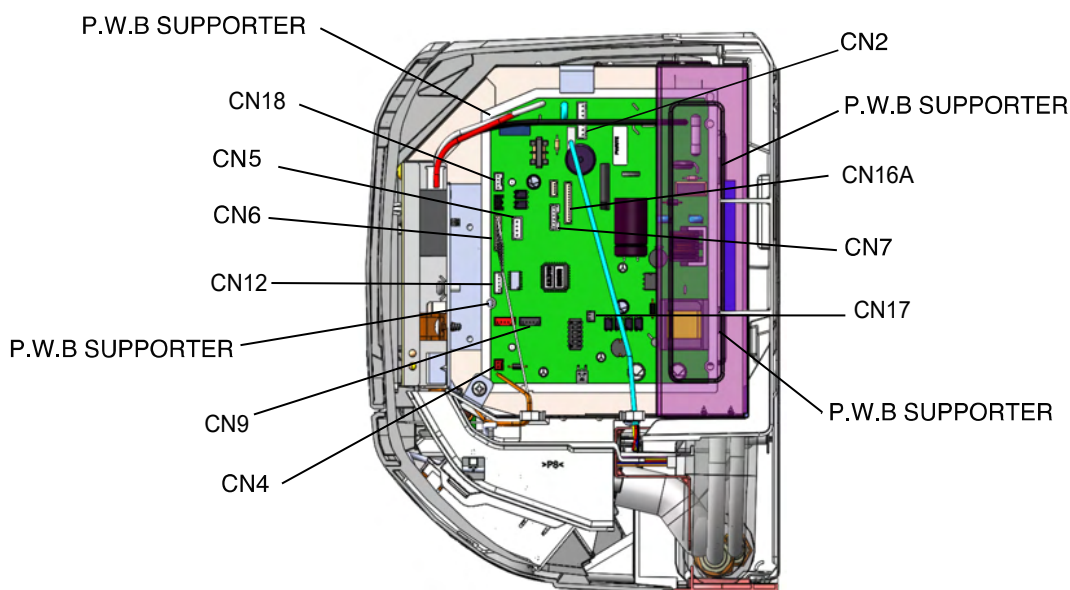 P.W.B SUPPORTER
CN2
CN18
P.W.B SUPPORTER
CN5
CN16A
CN6
CN7
CN12
CN17
P.W.B SUPPORTER
P.W.B SUPPORTER
CN9
CN4
>PS<